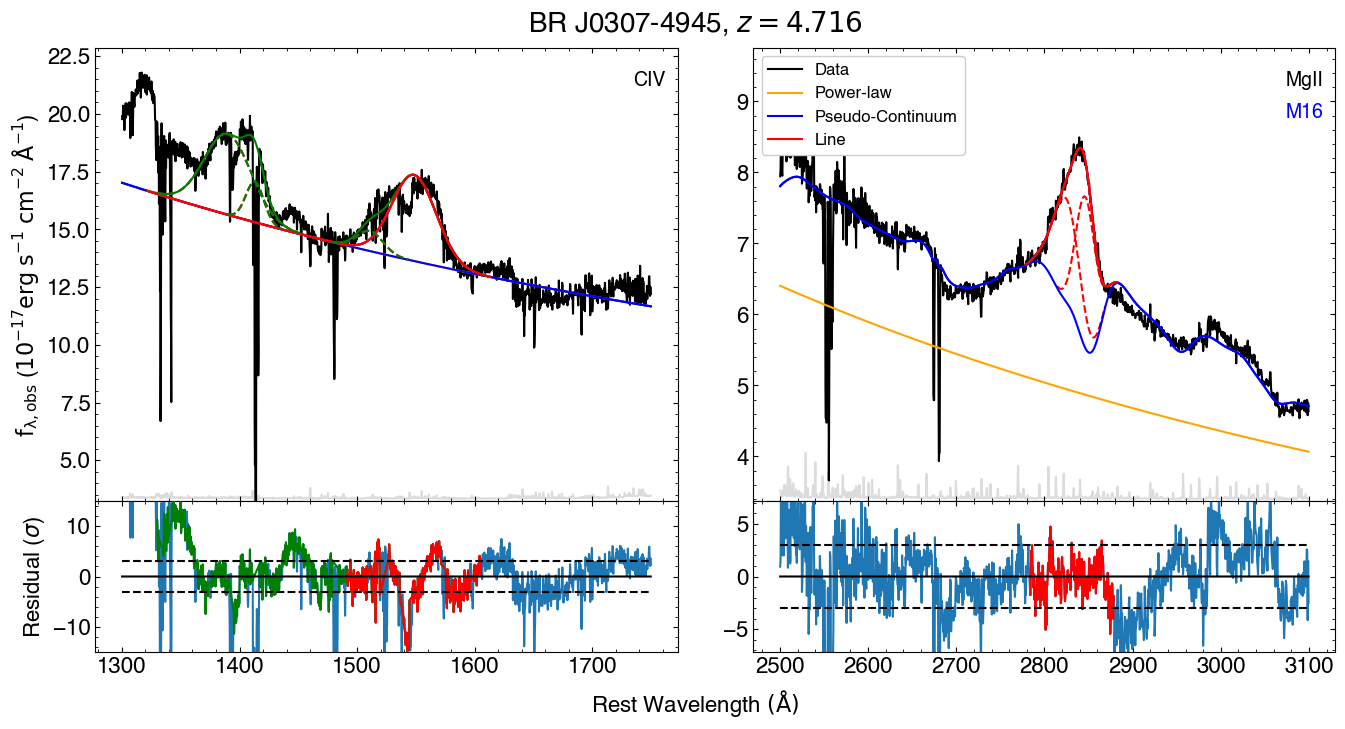 BR J0307-4945, z = 4.716
22.5
20.0
17.5
15.0
12.5
10.0
7.5
5.0
f_λ,obs (10⁻¹⁷ erg s⁻¹ cm⁻² Å⁻¹)
CIV
9
8
7
6
5
4
Data
Power-law
Pseudo-Continuum
Line
MgII
M16
10
0
−10
Residual (σ)
5
0
−5
1300 1400 1500 1600 1700
2500 2600 2700 2800 2900 3000 3100
Rest Wavelength (Å)